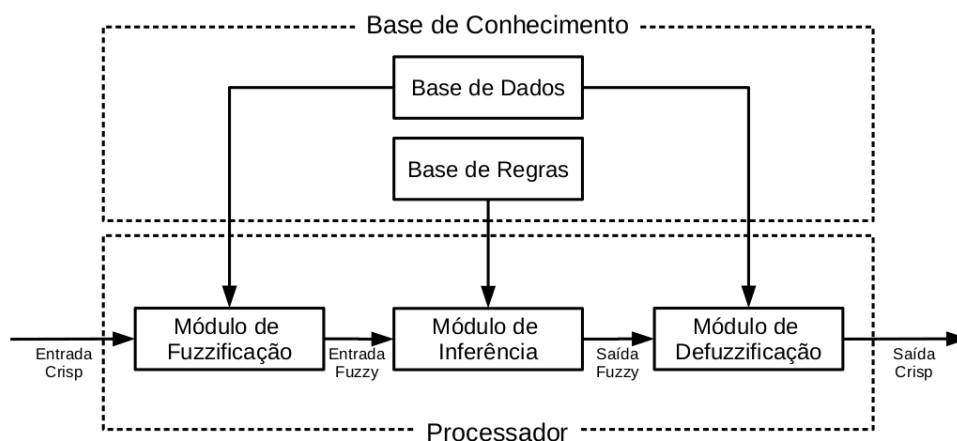 Base de Conhecimento
Base de Dados
Base de Regras
Módulo de
Fuzzificação
Módulo de
Inferência
Módulo de
Defuzzificação
Entrada
Crisp
Entrada
Fuzzy
Saída
Fuzzy
Saída
Crisp
Processador